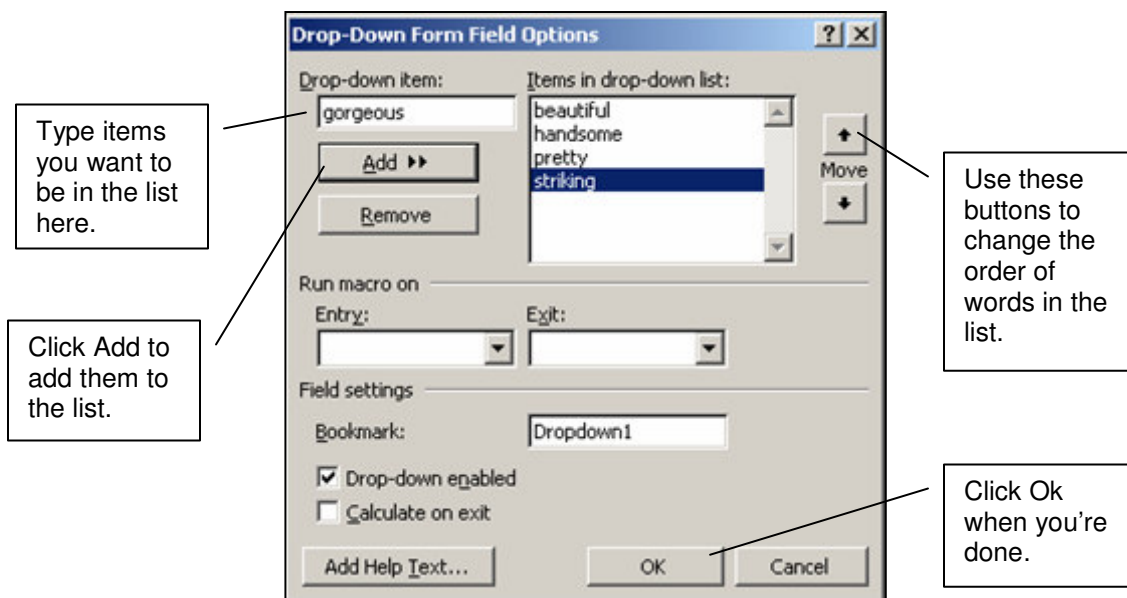 Drop-Down Form Field Options
Drop-down item:
Items in drop-down list:
gorgeous
beautiful
handsome
pretty
striking
Add
Remove
Move
Type items
you want to
be in the list
here.
Use these
buttons to
change the
order of
words in the
list.
Run macro on
Entry:
Exit:
Click Add to
add them to
the list.
Field settings
Bookmark:
Dropdown1
Drop-down enabled
Calculate on exit
Click Ok
when you're
done.
Add Help Text...
OK
Cancel